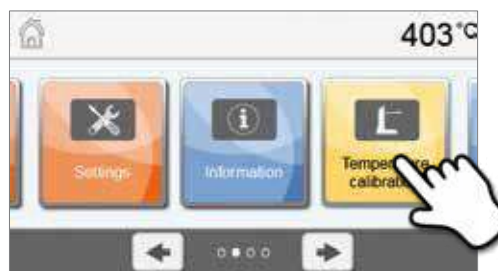 403 °C
Settings
Information
Temperature
calibration